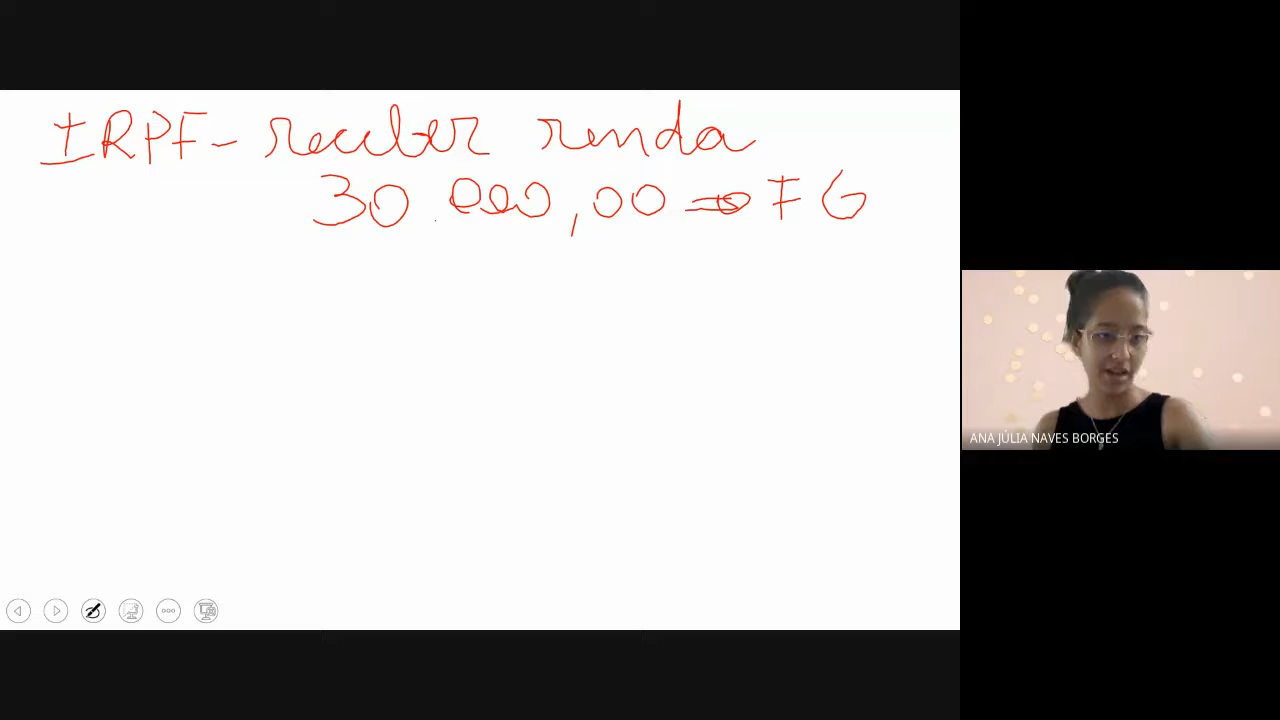 IRPF - receber renda
30 000,00 => FG
ANA JÚLIA NAVES BORGES